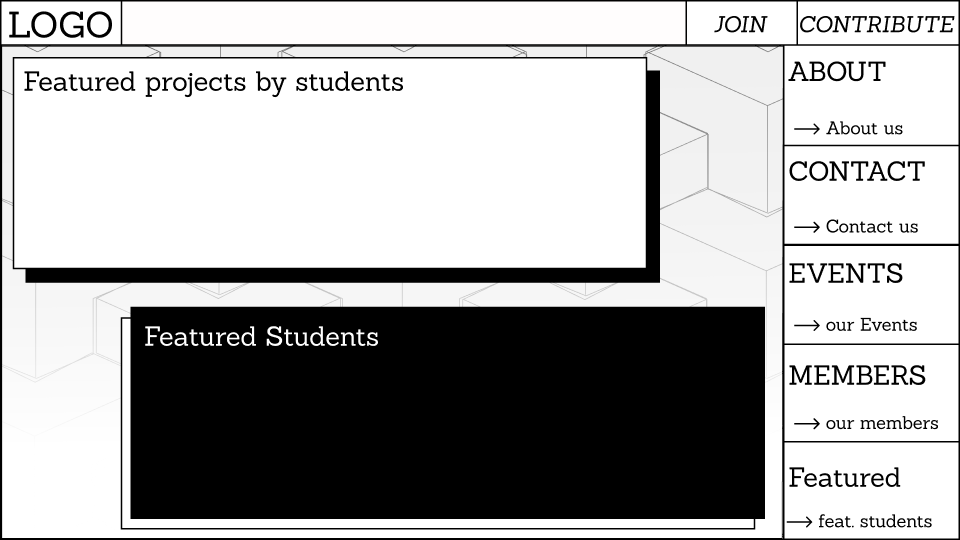 LOGO
JOIN
CONTRIBUTE
Featured projects by students
Featured Students
ABOUT
→ About us
CONTACT
→ Contact us
EVENTS
→ our Events
MEMBERS
→ our members
Featured
→ feat. students